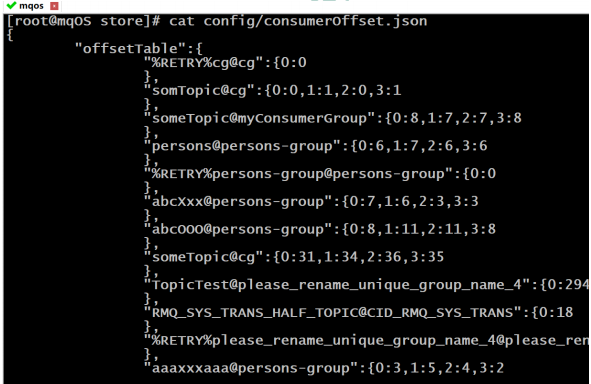 mqos
[root@mqOS store]# cat config/consumerOffset.json
{
"offsetTable":{
"%RETRY%cg@cg":{0:0
},
"somTopic@cg":{0:0,1:1,2:0,3:1
},
"someTopic@myConsumerGroup":{0:8,1:7,2:7,3:8
},
"persons@persons-group":{0:6,1:7,2:6,3:6
},
"%RETRY%persons-group@persons-group":{0:0
},
"abcXxx@persons-group":{0:7,1:6,2:3,3:3
},
"abcOOO@persons-group":{0:8,1:11,2:11,3:8
},
"someTopic@cg":{0:31,1:34,2:36,3:35
},
"TopicTest@please_rename_unique_group_name_4":{0:294
},
"RMQ_SYS_TRANS_HALF_TOPIC@CID_RMQ_SYS_TRANS":{0:18
},
"%RETRY%please_rename_unique_group_name_4@please_ren
},
"aaaxxxaaa@persons-group":{0:3,1:5,2:4,3:2